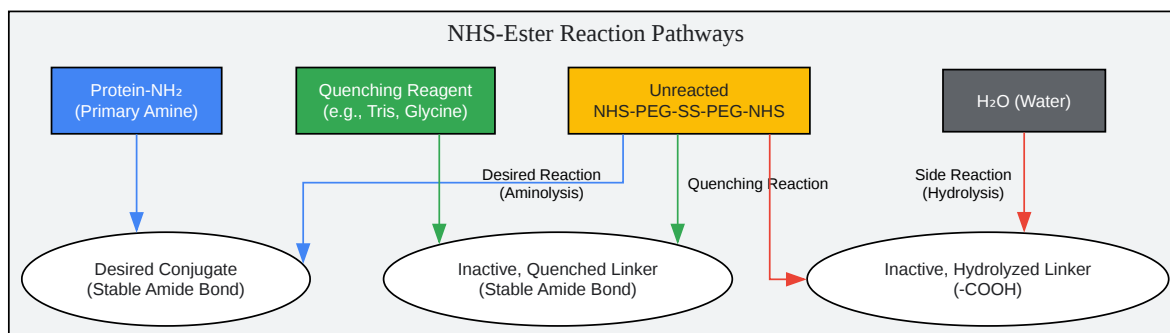 NHS-Ester Reaction Pathways
Protein-NH₂
(Primary Amine)
Quenching Reagent
(e.g., Tris, Glycine)
Unreacted
NHS-PEG-SS-PEG-NHS
H₂O (Water)
Desired Reaction
(Aminolysis)
Quenching Reaction
Side Reaction
(Hydrolysis)
Desired Conjugate
(Stable Amide Bond)
Inactive, Quenched Linker
(Stable Amide Bond)
Inactive, Hydrolyzed Linker
(-COOH)